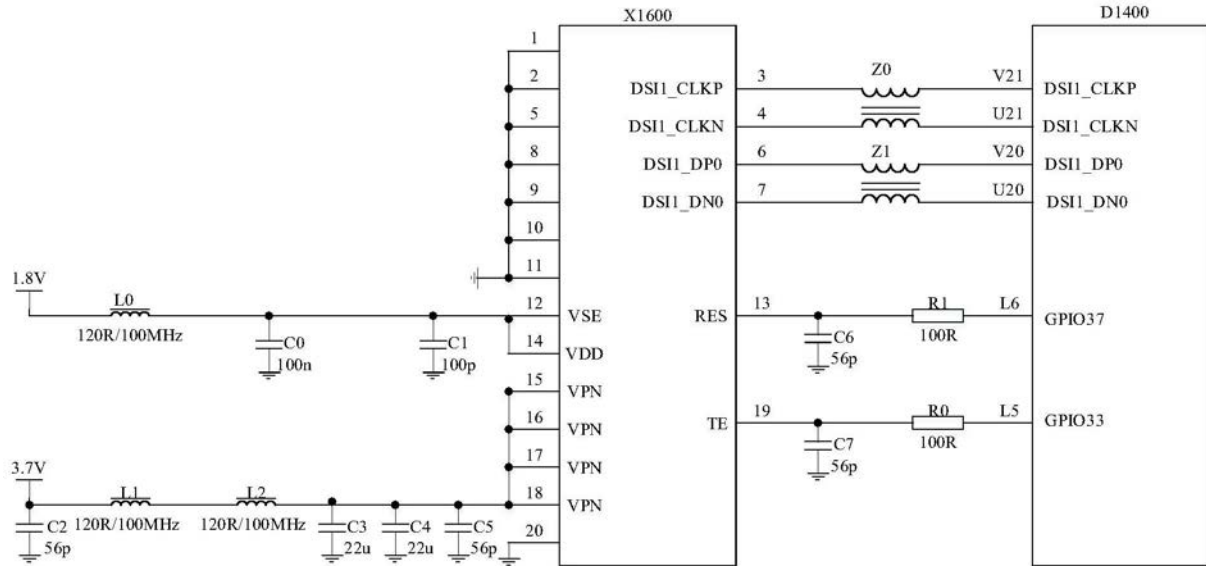 X1600 D1400
1
2 DSI1_CLKP 3 Z0 V21 DSI1_CLKP
5 DSI1_CLKN 4 U21 DSI1_CLKN
8 DSI1_DP0 6 Z1 V20 DSI1_DP0
9 DSI1_DN0 7 U20 DSI1_DN0
10
11
1.8V L0 12 VSE RES 13 R1 L6 GPIO37
120R/100MHz C0 C1 14 VDD C6 100R
100n 100p 56p
15 VPN
16 VPN TE 19 R0 L5 GPIO33
17 VPN C7 100R
56p
3.7V L1 L2 18 VPN
C2 120R/100MHz 120R/100MHz C3 C4 C5 20
56p 22u 22u 56p